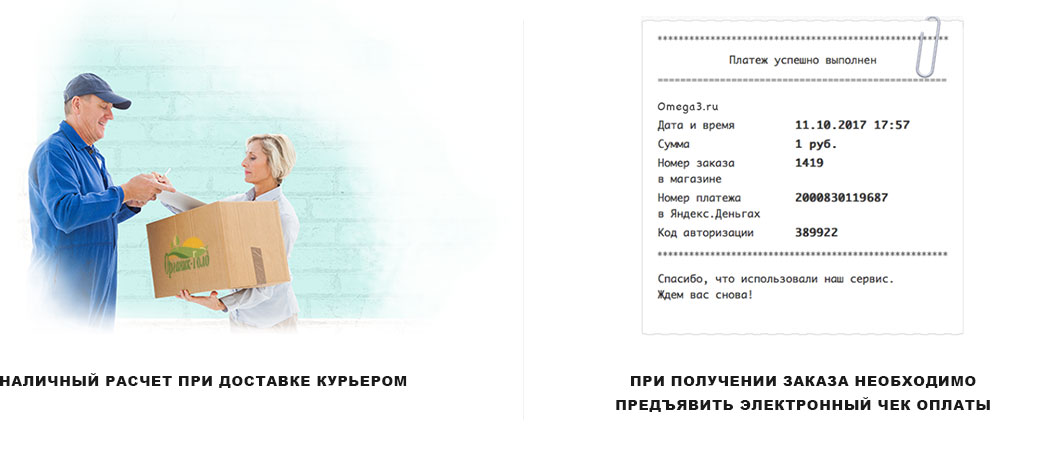 Органик-Голд
НАЛИЧНЫЙ РАСЧЕТ ПРИ ДОСТАВКЕ КУРЬЕРОМ
Платеж успешно выполнен
Omega3.ru
Дата и время 11.10.2017 17:57
Сумма 1 руб.
Номер заказа 1419
в магазине
Номер платежа 2000830119687
в Яндекс.Деньгах
Код авторизации 389922
Спасибо, что использовали наш сервис.
Ждем вас снова!
ПРИ ПОЛУЧЕНИИ ЗАКАЗА НЕОБХОДИМО
ПРЕДЪЯВИТЬ ЭЛЕКТРОННЫЙ ЧЕК ОПЛАТЫ